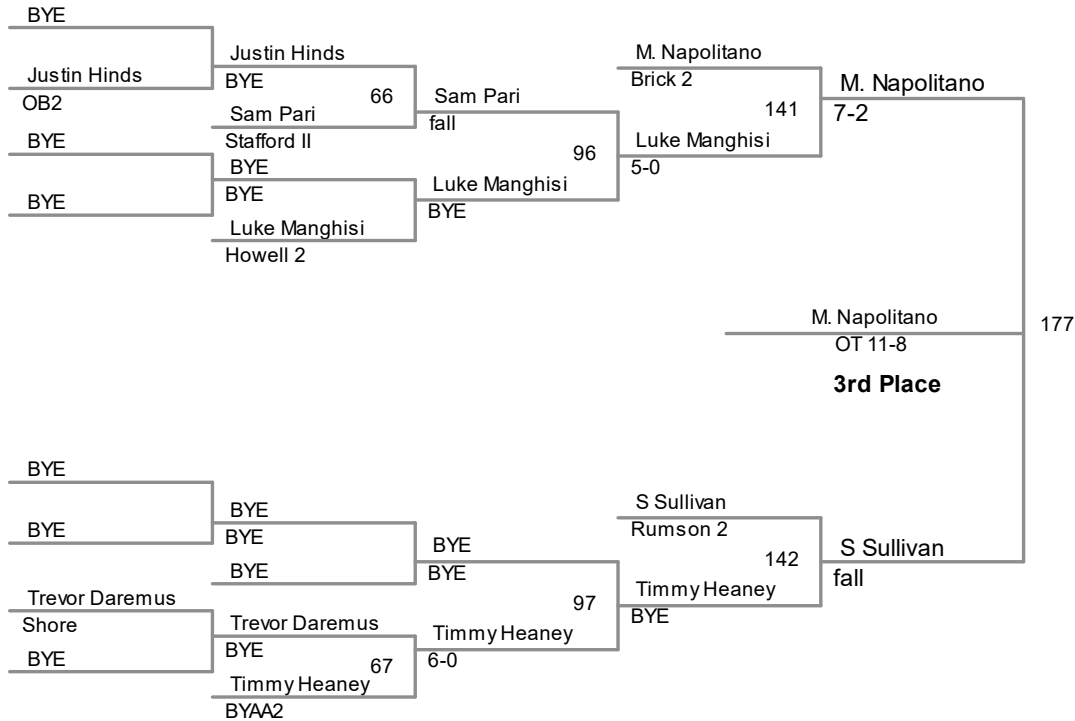 BYE
Justin Hinds
OB2
BYE
BYE
Justin Hinds
BYE
66
Sam Pari
Stafford II
BYE
BYE
Luke Manghisi
Howell 2
Sam Pari
fall
96
Luke Manghisi
BYE
M. Napolitano
Brick 2
141
Luke Manghisi
5-0
M. Napolitano
7-2
M. Napolitano
OT 11-8
3rd Place
177
BYE
BYE
Trevor Daremus
Shore
BYE
BYE
BYE
BYE
Trevor Daremus
BYE
67
Timmy Heaney
BYAA2
BYE
BYE
97
Timmy Heaney
6-0
S Sullivan
Rumson 2
142
Timmy Heaney
BYE
S Sullivan
fall